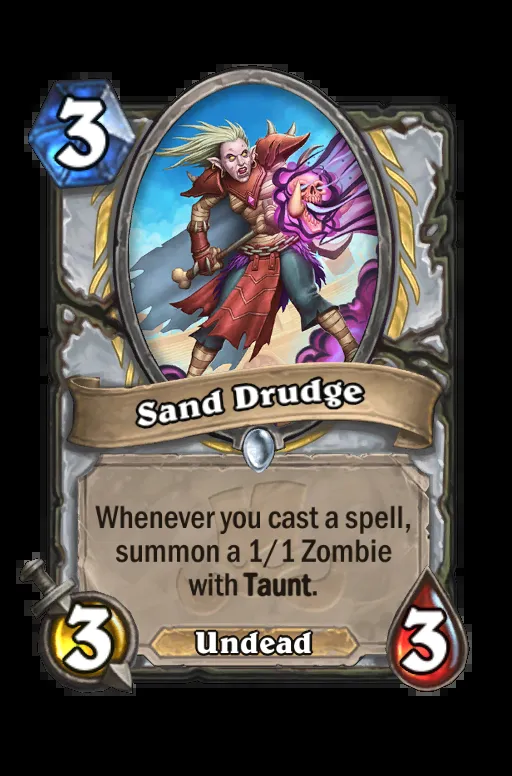 3
Sand Drudge
Whenever you cast a spell,
summon a 1/1 Zombie
with Taunt.
3
Undead
3